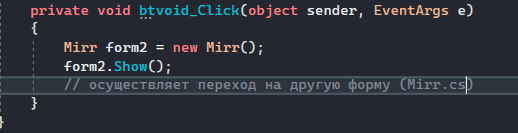 private void btvoid_Click(object sender, EventArgs e)
{
Mirr form2 = new Mirr();
form2.Show();
// осуществляет переход на другую форму (Mirr.cs)
}
}